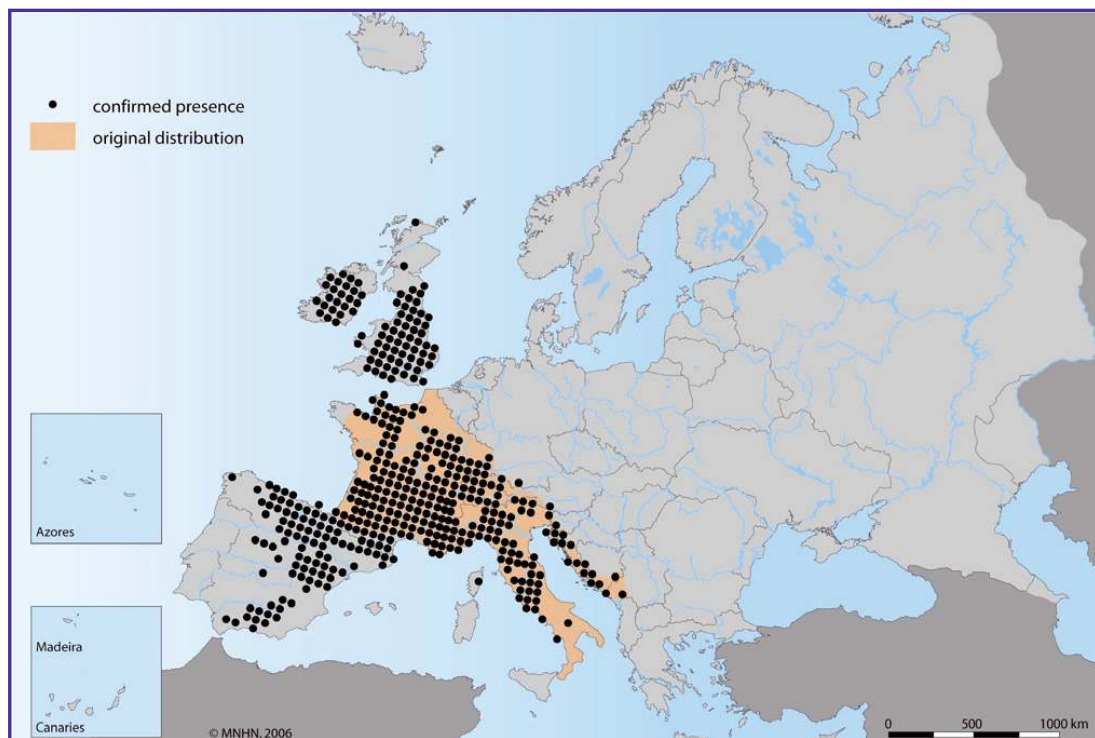 confirmed presence
original distribution
Azores
Madeira
Canaries
© MNHN, 2006
0 500 1000 km